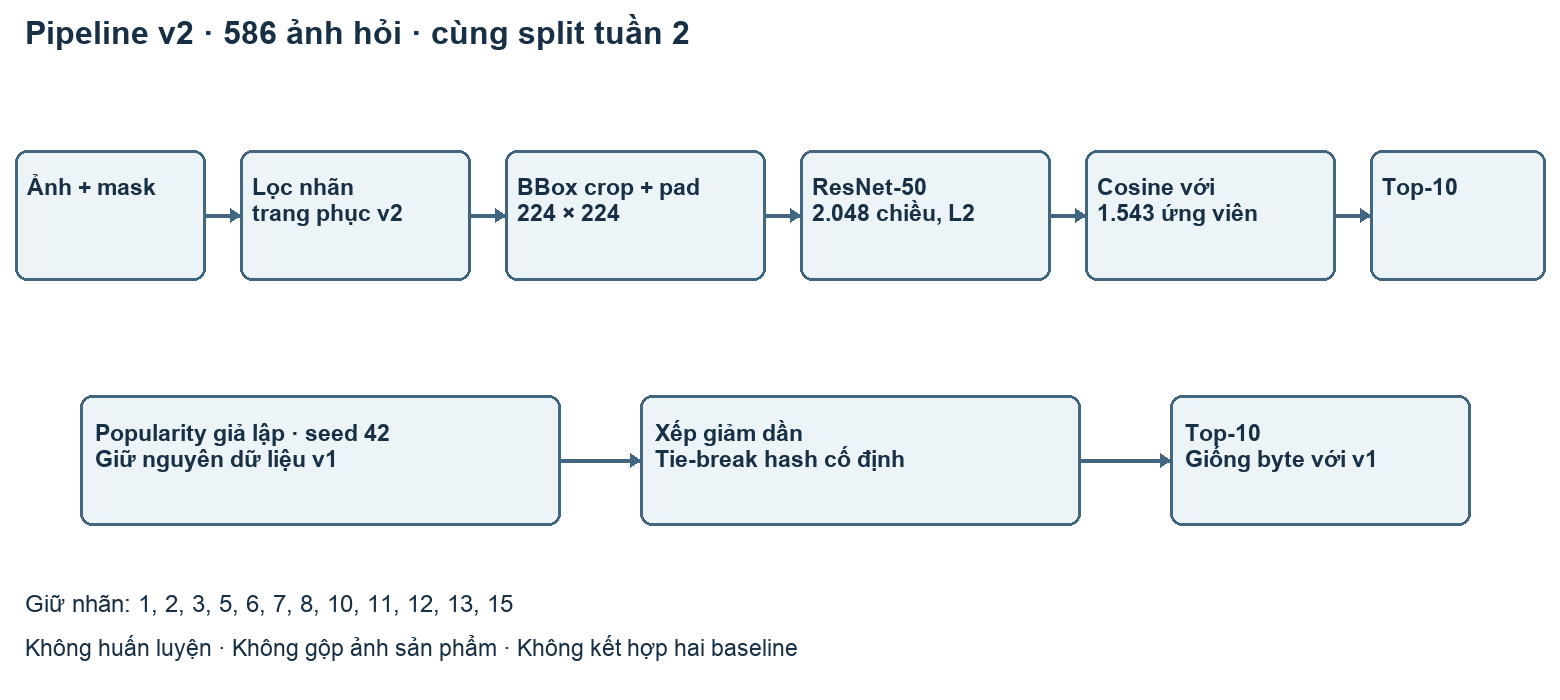 Pipeline v2 · 586 ảnh hỏi · cùng split tuần 2
Ảnh + mask
Lọc nhãn
trang phục v2
BBox crop + pad
224 × 224
ResNet-50
2.048 chiều, L2
Cosine với
1.543 ứng viên
Top-10
Popularity giả lập · seed 42
Giữ nguyên dữ liệu v1
Xếp giảm dần
Tie-break hash cố định
Top-10
Giống byte với v1
Giữ nhãn: 1, 2, 3, 5, 6, 7, 8, 10, 11, 12, 13, 15
Không huấn luyện · Không gộp ảnh sản phẩm · Không kết hợp hai baseline